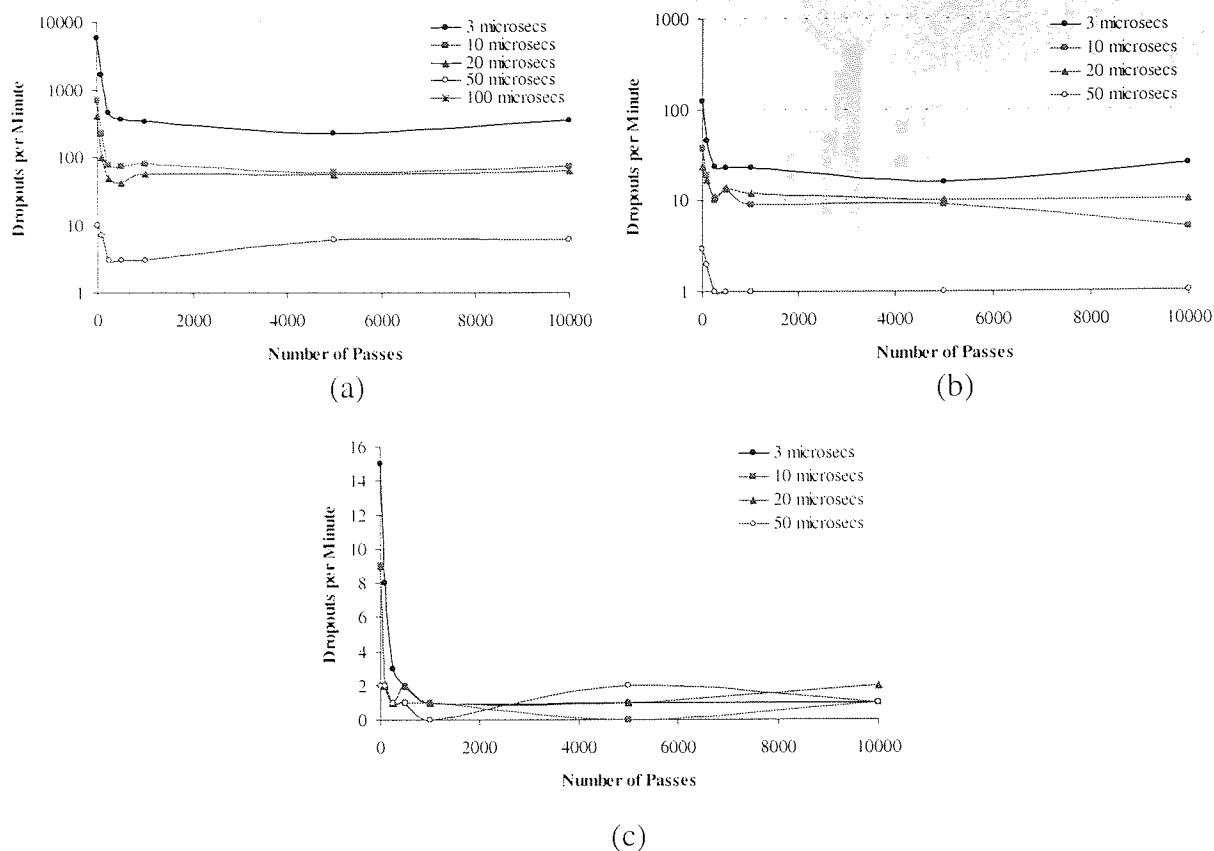 10000
1000
100
10
1
Dropouts per Minute
3 microsecs
10 microsecs
20 microsecs
50 microsecs
100 microsecs
0 2000 4000 6000 8000 10000
Number of Passes
(a)
1000
100
10
1
Dropouts per Minute
3 microsecs
10 microsecs
20 microsecs
50 microsecs
0 2000 4000 6000 8000 10000
Number of Passes
(b)
16
14
12
10
8
6
4
2
0
Dropouts per Minute
3 microsecs
10 microsecs
20 microsecs
50 microsecs
0 2000 4000 6000 8000 10000
Number of Passes
(c)